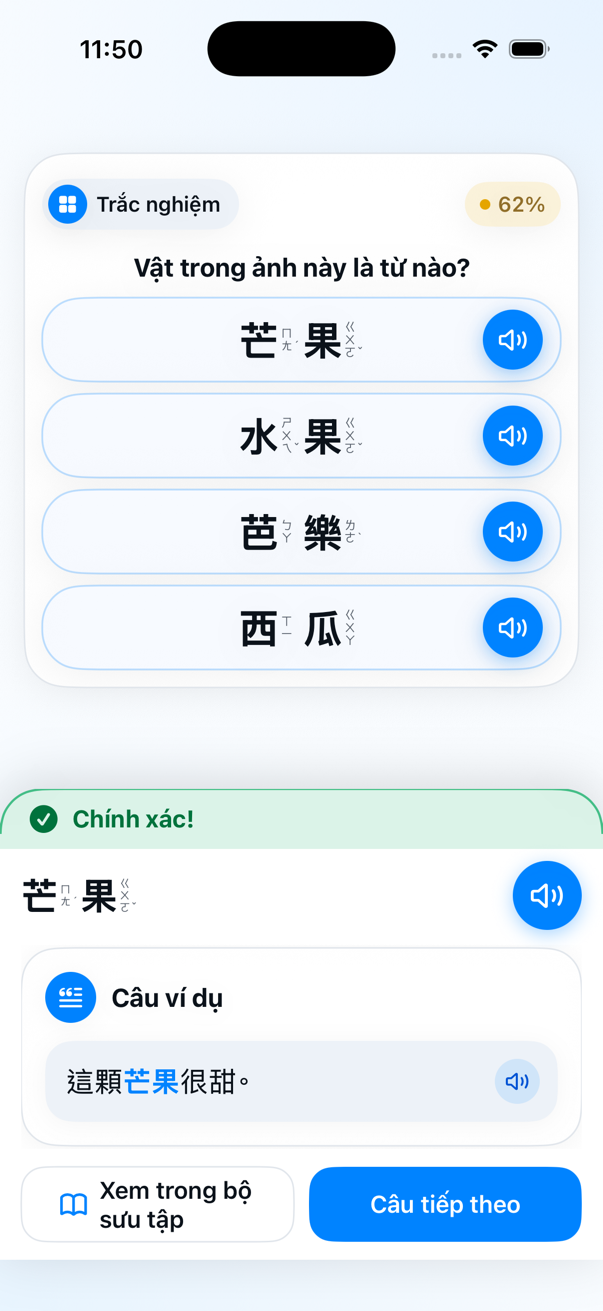 11:50
Trắc nghiệm
62%
Vật trong ảnh này là từ nào?
芒ㄇㄤˊ果ㄍㄨㄛˇ
水ㄕㄨㄟˇ果ㄍㄨㄛˇ
芭ㄅㄚ樂ㄌㄜˋ
西ㄒㄧ瓜ㄍㄨㄚ
Chính xác!
芒ㄇㄤˊ果ㄍㄨㄛˇ
Câu ví dụ
這顆芒果很甜。
Xem trong bộ
sưu tập
Câu tiếp theo